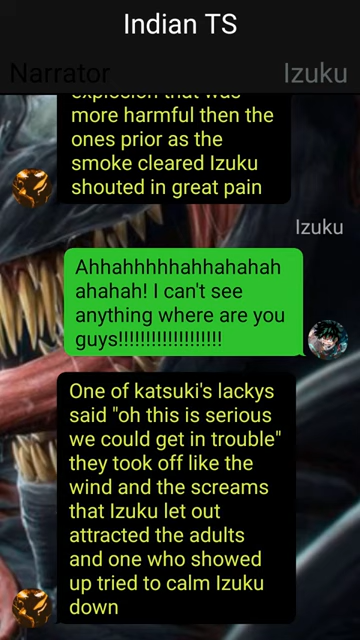 Indian TS
Narrator
Izuku
explosion that was
more harmful then the
ones prior as the
smoke cleared Izuku
shouted in great pain
Izuku
Ahhahhhhhahhahahah
ahahah! I can't see
anything where are you
guys!!!!!!!!!!!!!!!!!!!
One of katsuki's lackys
said "oh this is serious
we could get in trouble"
they took off like the
wind and the screams
that Izuku let out
attracted the adults
and one who showed
up tried to calm Izuku
down